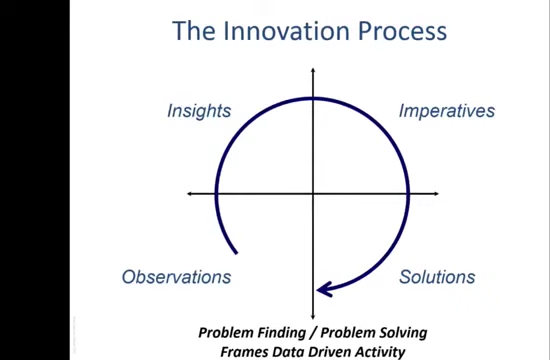 The Innovation Process
Insights
Imperatives
Observations
Solutions
Problem Finding / Problem Solving
Frames Data Driven Activity